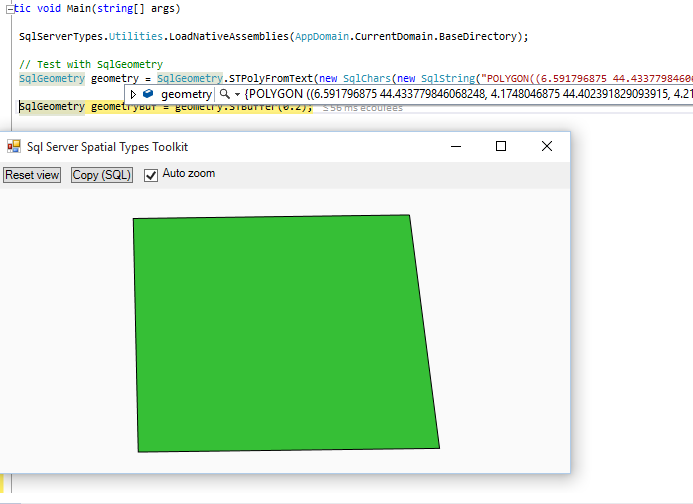 tic void Main(string[] args)
SqlServerTypes.Utilities.LoadNativeAssemblies(AppDomain.CurrentDomain.BaseDirectory);
// Test with SqlGeometry
SqlGeometry geometry = SqlGeometry.STPolyFromText(new SqlChars(new SqlString("POLYGON((6.591796875 44.4337798460
geometry {POLYGON ((6.591796875 44.433779846068248, 4.1748046875 44.402391829093915, 4.21
SqlGeometry geometryBuf = geometry.STBuffer(0.2); ≤56 ms écoulées
Sql Server Spatial Types Toolkit
Reset view Copy (SQL) Auto zoom